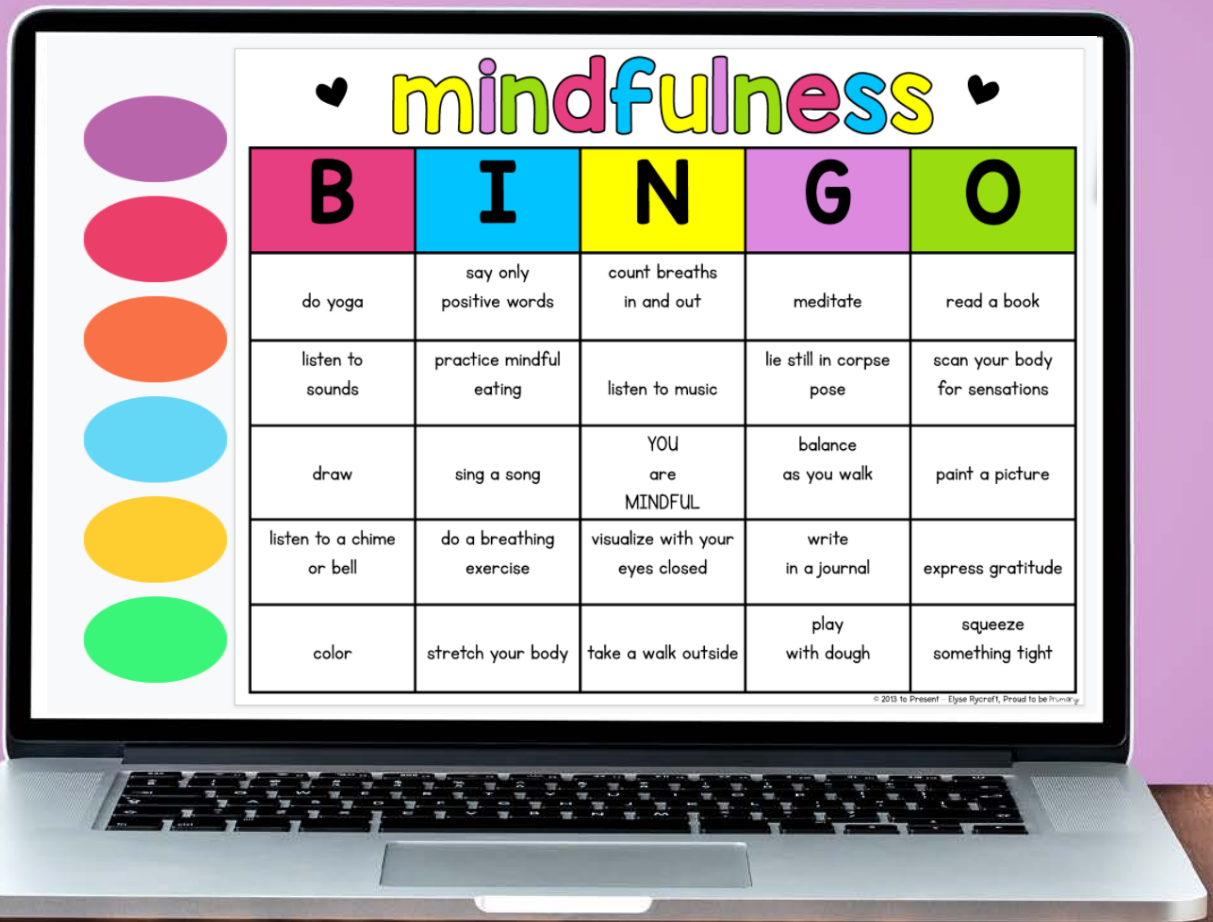 mindfulness
B I N G O
do yoga
say only
positive words
count breaths
in and out
meditate
read a book
listen to
sounds
practice mindful
eating
listen to music
lie still in corpse
pose
scan your body
for sensations
draw
sing a song
YOU
are
MINDFUL
balance
as you walk
paint a picture
listen to a chime
or bell
do a breathing
exercise
visualize with your
eyes closed
write
in a journal
express gratitude
color
stretch your body
take a walk outside
play
with dough
squeeze
something tight
© 2013 to Present - Elyse Rycroft, Proud to be Primary